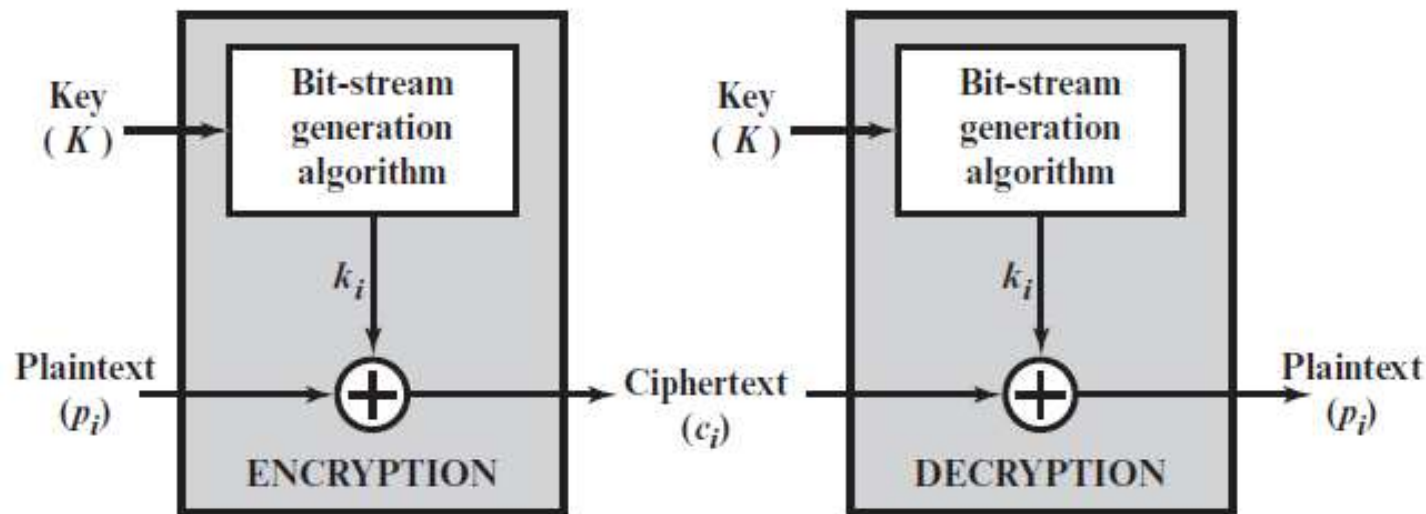 Key
( K )
Bit-stream
generation
algorithm
k_i
Plaintext
(p_i)
ENCRYPTION
Ciphertext
(c_i)
Key
( K )
Bit-stream
generation
algorithm
k_i
DECRYPTION
Plaintext
(p_i)